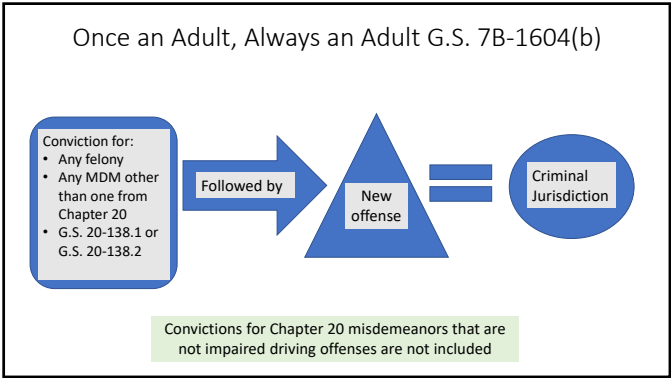 Once an Adult, Always an Adult G.S. 7B-1604(b)
Conviction for:
• Any felony
• Any MDM other
than one from
Chapter 20
• G.S. 20-138.1 or
G.S. 20-138.2
Followed by
New
offense
Criminal
Jurisdiction
Convictions for Chapter 20 misdemeanors that are
not impaired driving offenses are not included